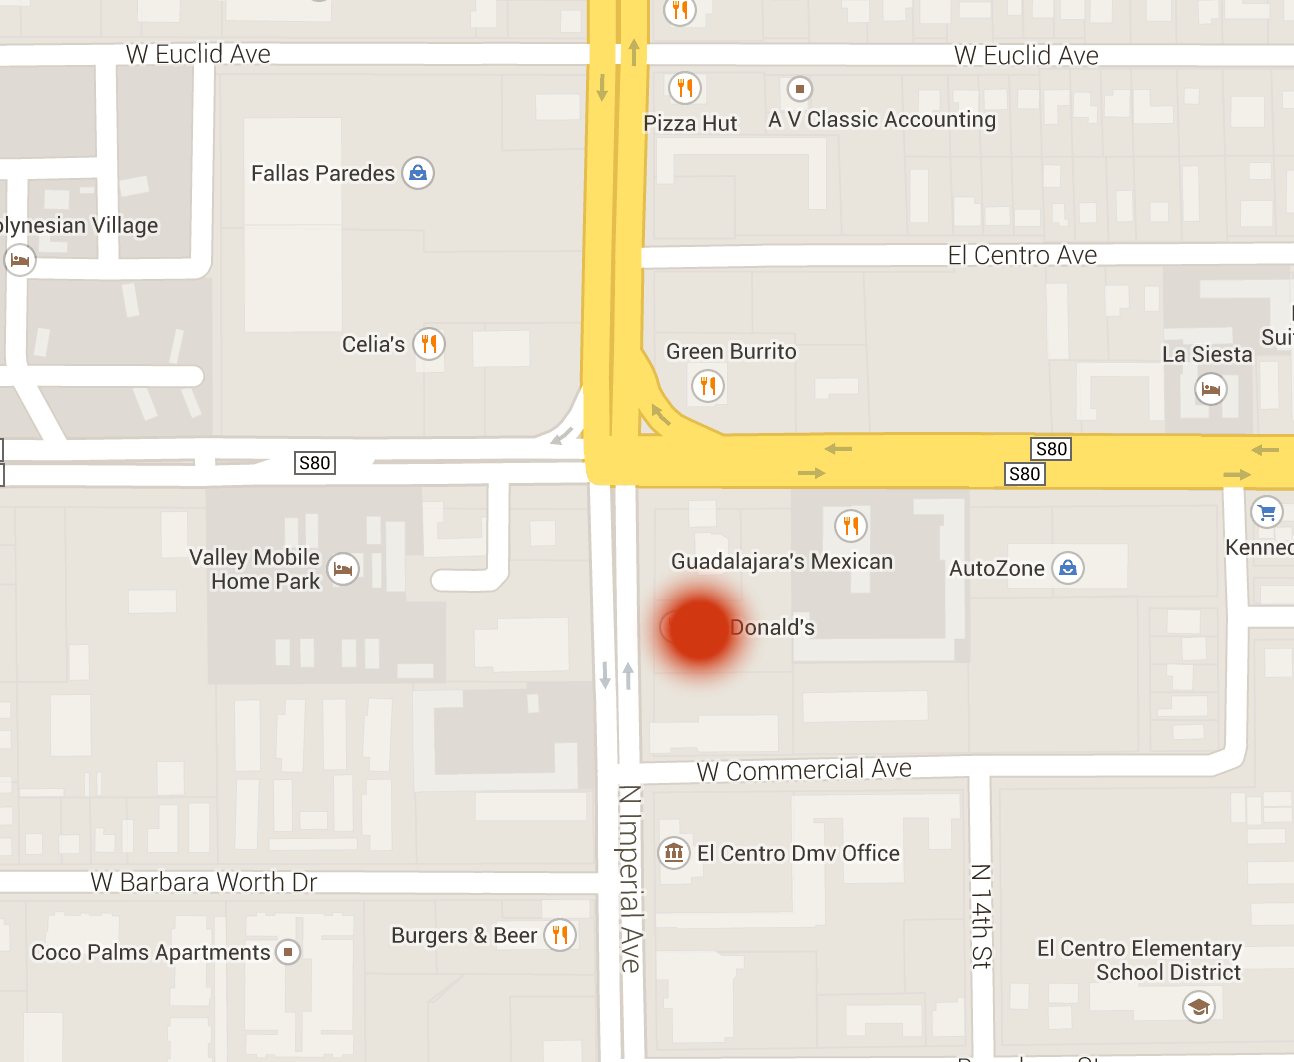 W Euclid Ave
W Euclid Ave
Pizza Hut
A V Classic Accounting
Fallas Paredes
olynesian Village
El Centro Ave
Celia's
Green Burrito
La Siesta
S80
S80
S80
Valley Mobile
Home Park
Guadalajara's Mexican
AutoZone
Donald's
W Commercial Ave
N Imperial Ave
El Centro Dmv Office
W Barbara Worth Dr
N 14th St
Burgers & Beer
Coco Palms Apartments
El Centro Elementary
School District